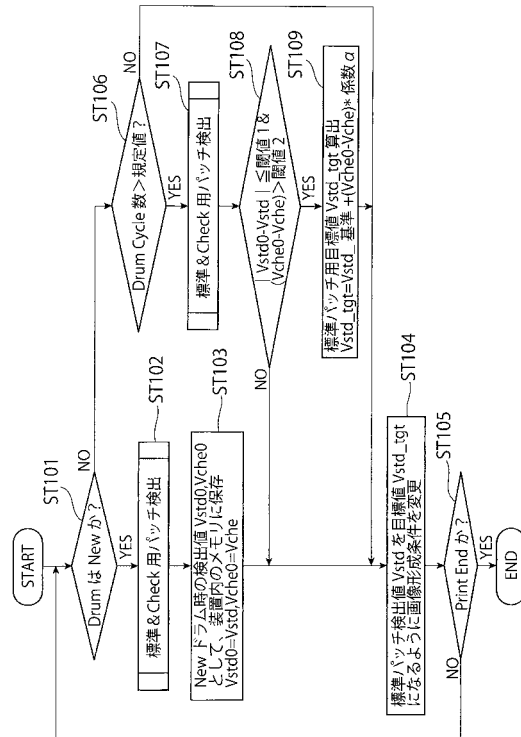 START
ST101
Drum は New か?
NO
YES
ST102
標準&Check 用パッチ検出
ST103
New ドラム時の検出値 Vstd0,Vche0
として、装置内のメモリに保存
Vstd0=Vstd,Vche0=Vche
ST106
Drum Cycle 数>規定値?
NO
YES
ST107
標準&Check 用パッチ検出
ST108
|Vstd0-Vstd|≦閾値1&
(Vche0-Vche)>閾値2
NO
YES
ST109
標準パッチ用目標値 Vstd_tgt 算出
Vstd_tgt=Vstd_基準+(Vche0-Vche)*係数α
ST104
標準パッチ検出値 Vstd を目標値 Vstd_tgt
になるように画像形成条件を変更
ST105
Print End か?
NO
YES
END